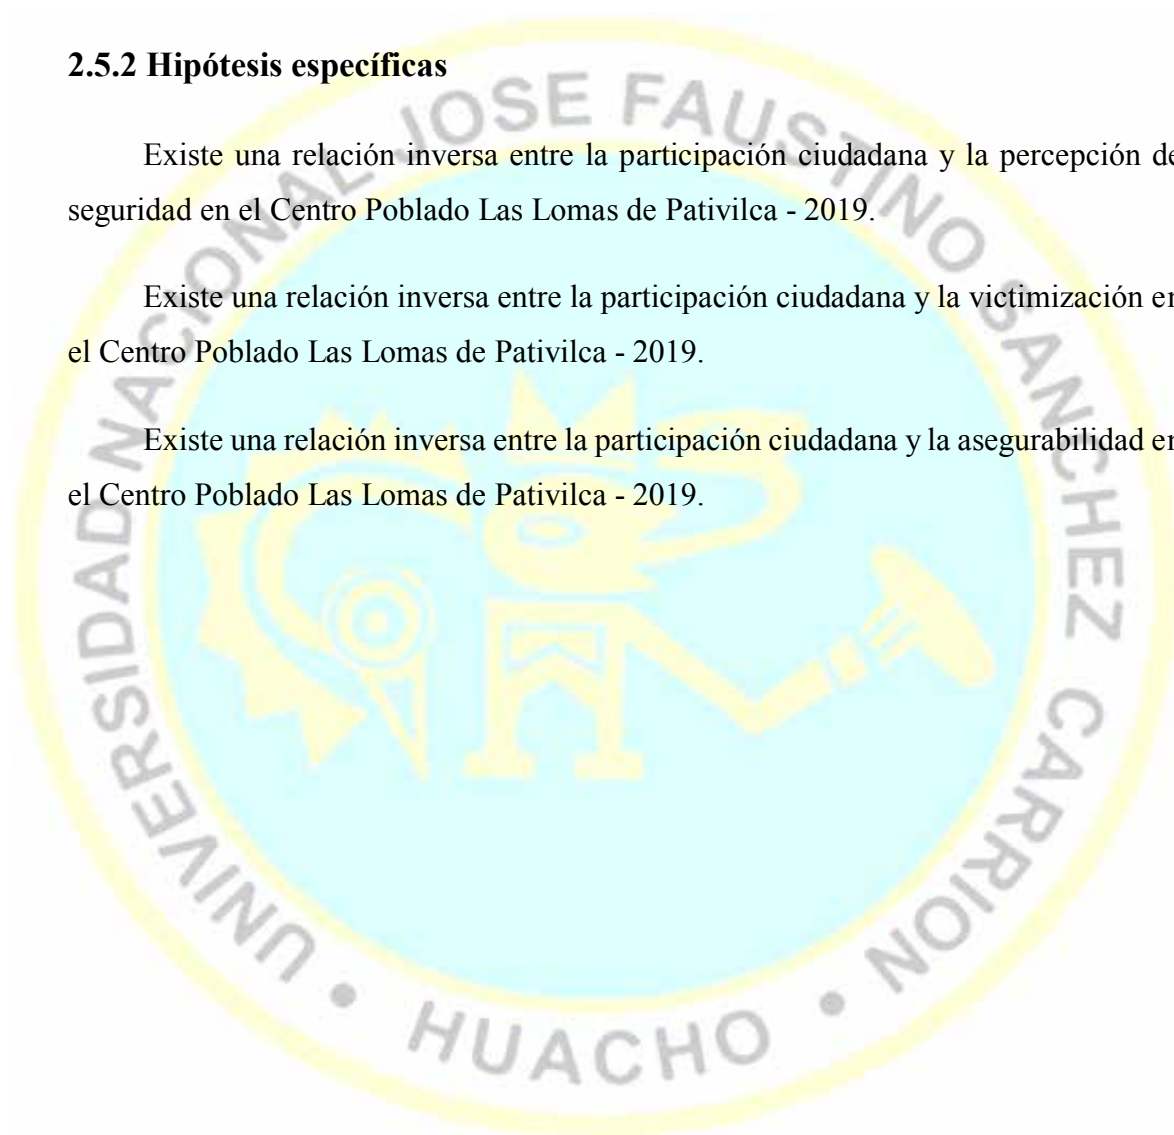 2.5.2 Hipótesis específicas
Existe una relación inversa entre la participación ciudadana y la percepción de
seguridad en el Centro Poblado Las Lomas de Pativilca - 2019.
Existe una relación inversa entre la participación ciudadana y la victimización en
el Centro Poblado Las Lomas de Pativilca - 2019.
Existe una relación inversa entre la participación ciudadana y la asegurabilidad en
el Centro Poblado Las Lomas de Pativilca - 2019.
UNIVERSIDAD NACIONAL JOSE FAUSTINO SANCHEZ CARRION • HUACHO •